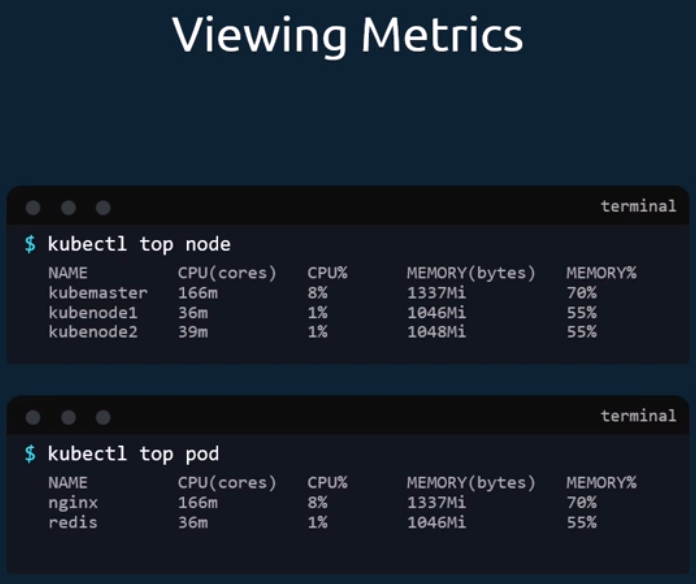 Viewing Metrics
terminal
$ kubectl top node
NAME CPU(cores) CPU% MEMORY(bytes) MEMORY%
kubemaster 166m 8% 1337Mi 70%
kubenode1 36m 1% 1046Mi 55%
kubenode2 39m 1% 1048Mi 55%
terminal
$ kubectl top pod
NAME CPU(cores) CPU% MEMORY(bytes) MEMORY%
nginx 166m 8% 1337Mi 70%
redis 36m 1% 1046Mi 55%